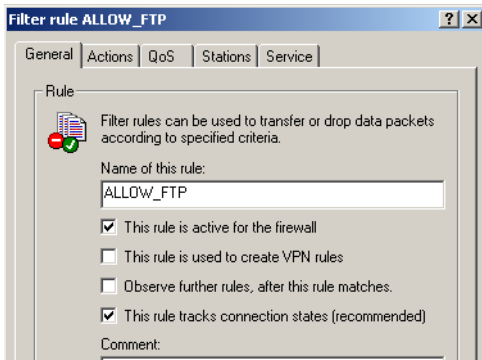 Filter rule ALLOW_FTP
General Actions QoS Stations Service
Rule
Filter rules can be used to transfer or drop data packets
according to specified criteria.
Name of this rule:
ALLOW_FTP
This rule is active for the firewall
This rule is used to create VPN rules
Observe further rules, after this rule matches.
This rule tracks connection states (recommended)
Comment: